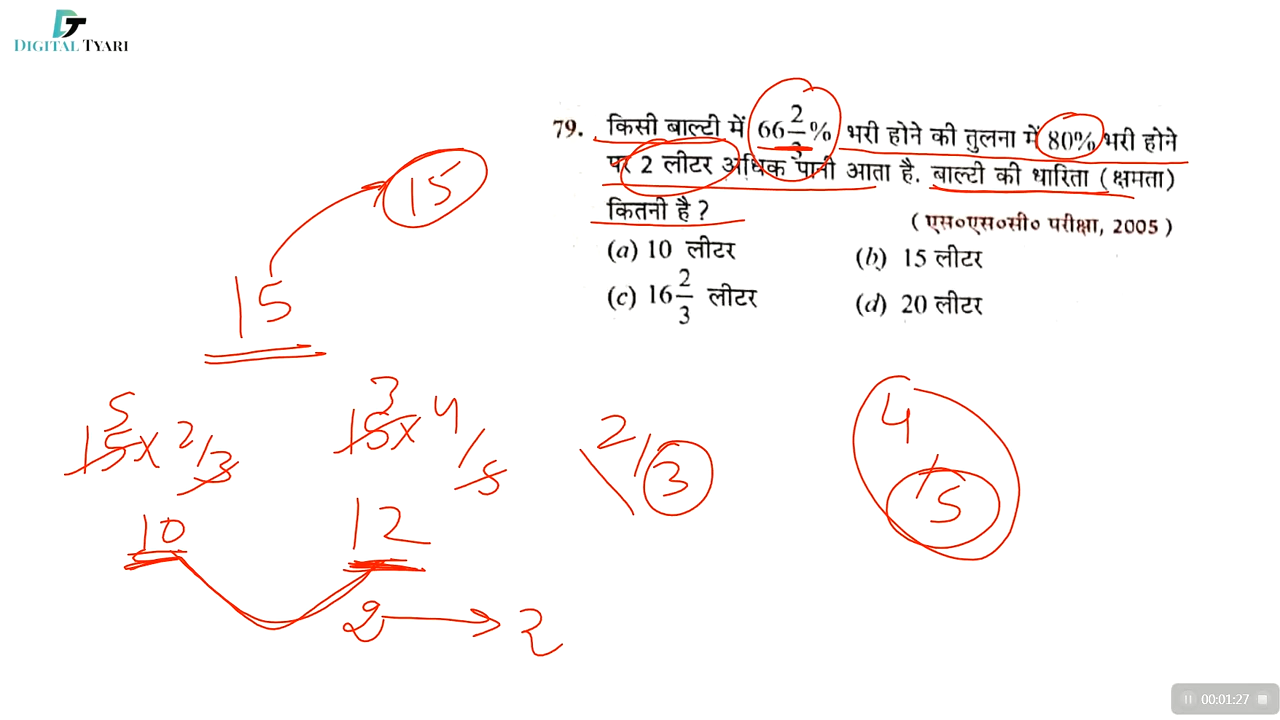 DIGITAL TYARI
79. किसी बाल्टी में 66 2/3 % भरी होने की तुलना में 80% भरी होने
पर 2 लीटर अधिक पानी आता है. बाल्टी की धारिता (क्षमता)
कितनी है ?
( एस०एस०सी० परीक्षा, 2005 )
(a) 10 लीटर (b) 15 लीटर
(c) 16 2/3 लीटर (d) 20 लीटर
15
15
5 3
15 x 2/3 15 x 4/5 2/3 4/5
10 12
2 → 2
00:01:27